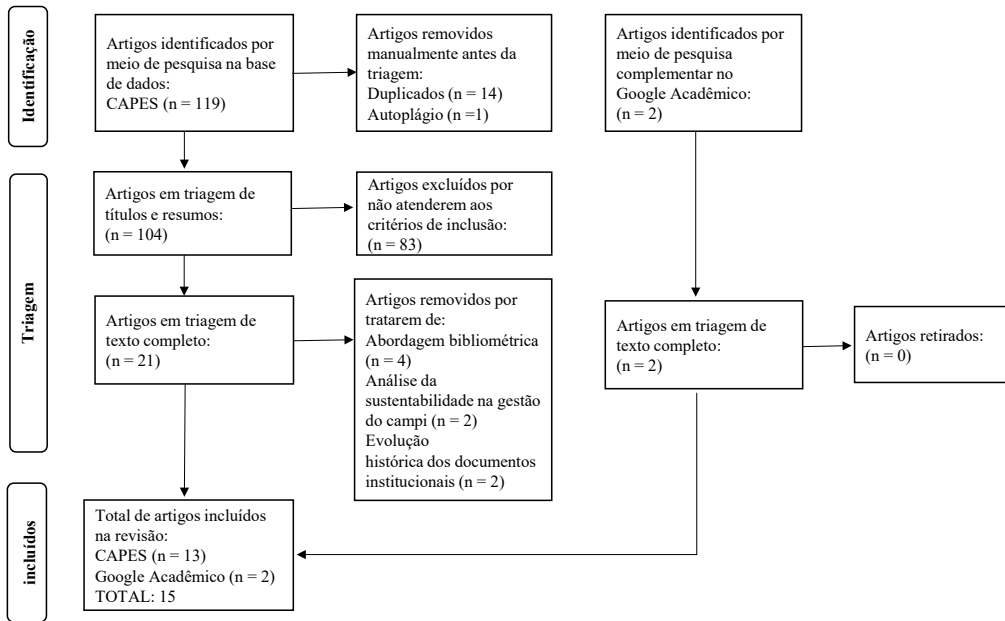 Identificação
Artigos identificados por
meio de pesquisa na base
de dados:
CAPES (n = 119)
Artigos removidos
manualmente antes da
triagem:
Duplicados (n = 14)
Autoplágio (n =1)
Artigos identificados por
meio de pesquisa
complementar no
Google Acadêmico:
(n = 2)
Triagem
Artigos em triagem de
títulos e resumos:
(n = 104)
Artigos excluídos por
não atenderem aos
critérios de inclusão:
(n = 83)
Artigos em triagem de
texto completo:
(n = 21)
Artigos removidos por
tratarem de:
Abordagem bibliométrica
(n = 4)
Análise da
sustentabilidade na gestão
do campi (n = 2)
Evolução
histórica dos documentos
institucionais (n = 2)
Artigos em triagem de
texto completo:
(n = 2)
Artigos retirados:
(n = 0)
incluídos
Total de artigos incluídos
na revisão:
CAPES (n = 13)
Google Acadêmico (n = 2)
TOTAL: 15